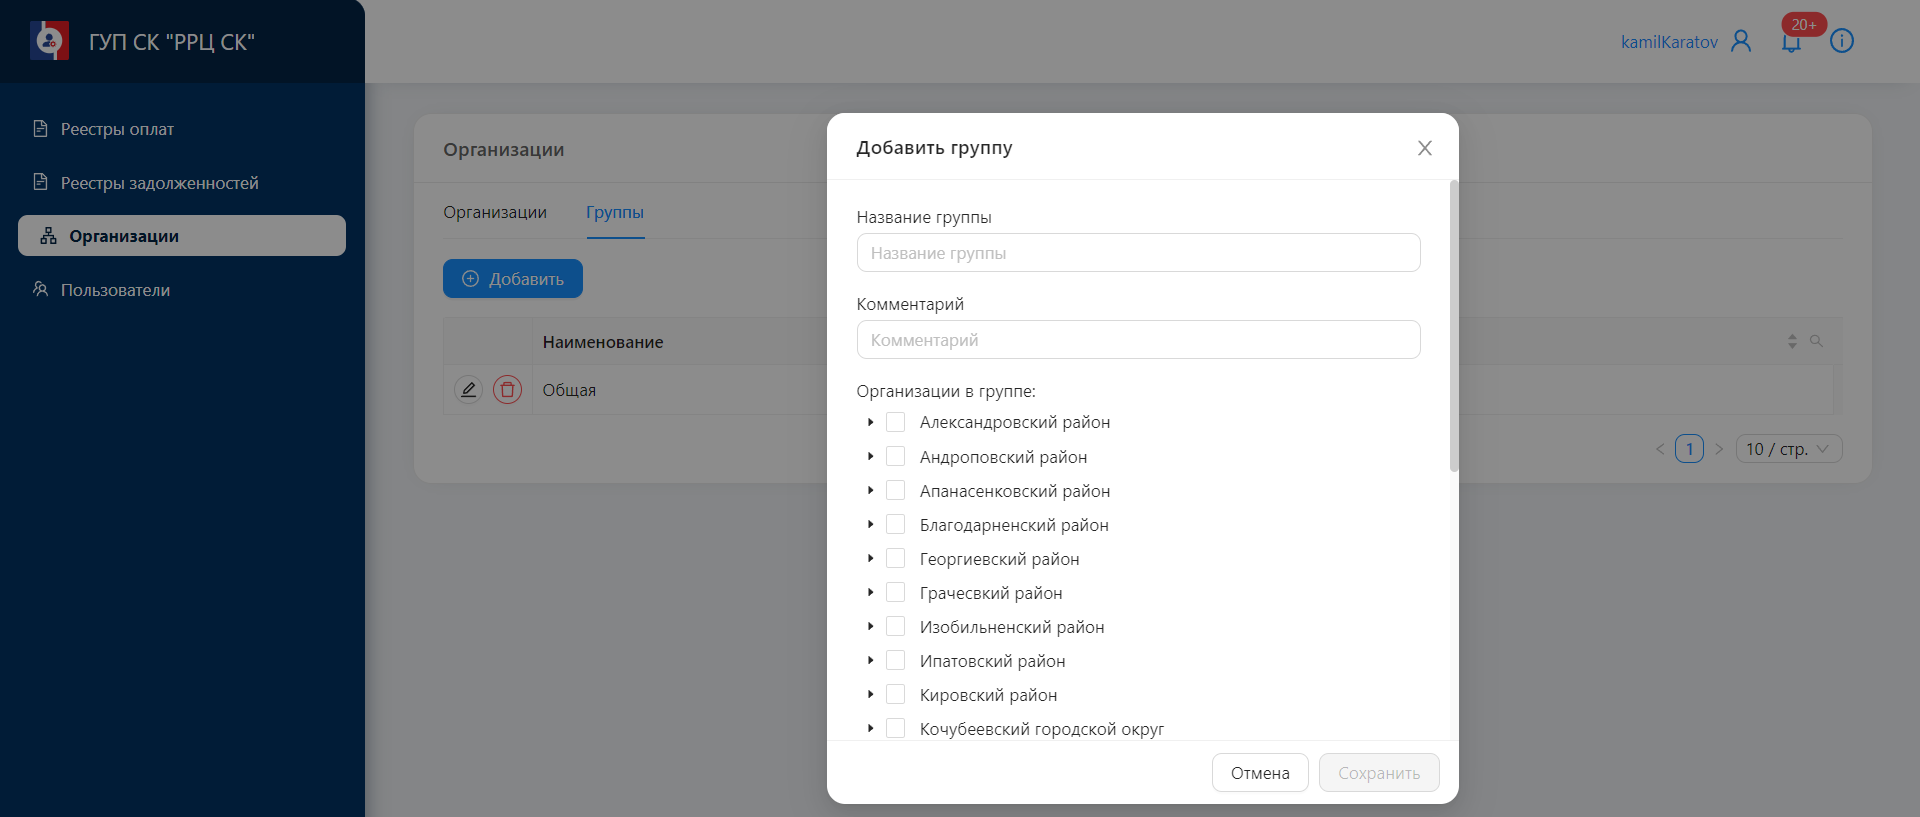 ГУП СК "РРЦ СК"
kamilKaratov
20+
Реестры оплат
Реестры задолженностей
Организации
Пользователи
Организации
Организации
Группы
Добавить
Наименование
Общая
1
10 / стр.
Добавить группу
Название группы
Название группы
Комментарий
Комментарий
Организации в группе:
Александровский район
Андроповский район
Апанасенковский район
Благодарненский район
Георгиевский район
Грачесвкий район
Изобильненский район
Ипатовский район
Кировский район
Кочубеевский городской округ
Отмена
Сохранить